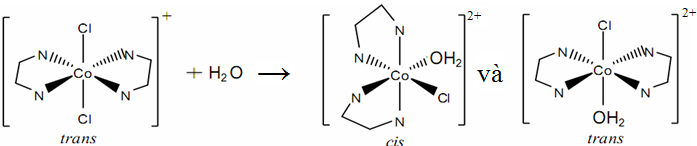 [Co N N N N Cl Cl]+ + H₂O → [Co N N N N OH₂ Cl]2+ và [Co N N N N Cl OH₂]2+
trans cis trans